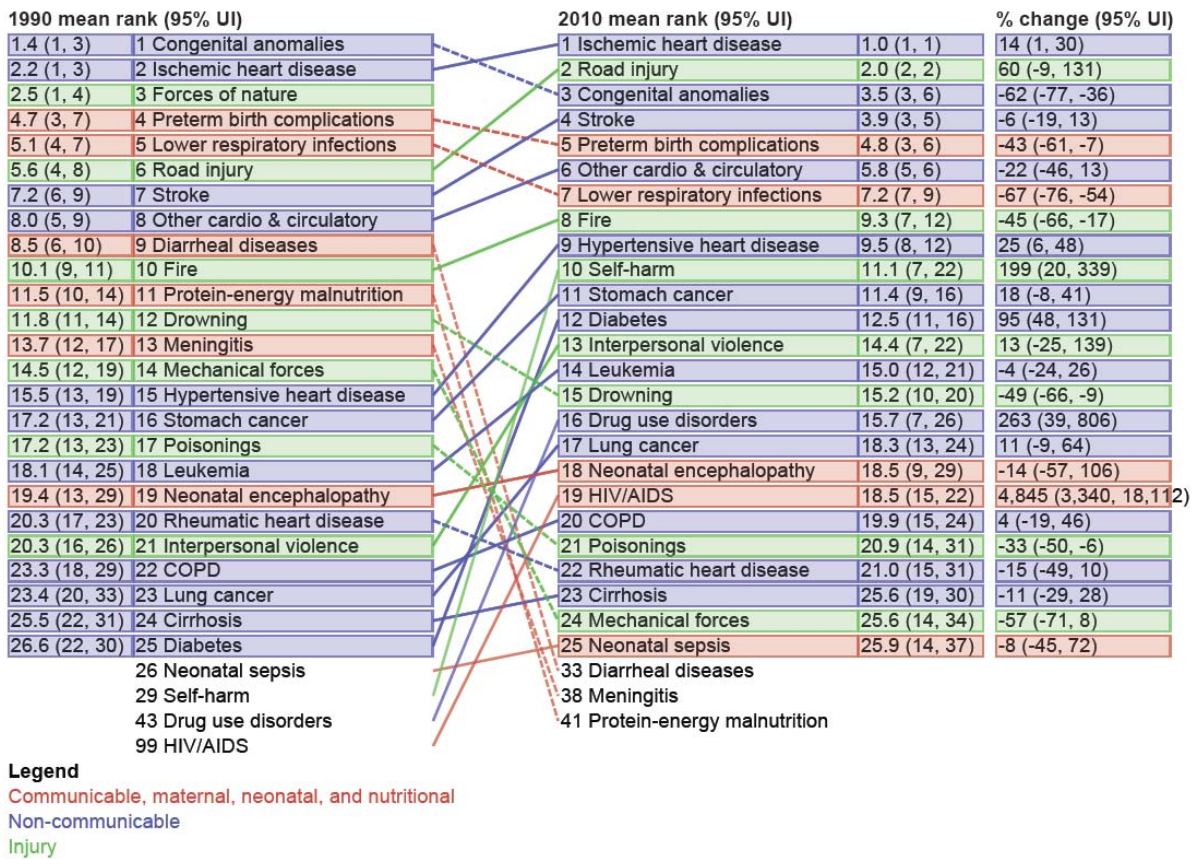 1990 mean rank (95% UI) 2010 mean rank (95% UI) % change (95% UI)
1.4 (1, 3) 1 Congenital anomalies 1 Ischemic heart disease 1.0 (1, 1) 14 (1, 30)
2.2 (1, 3) 2 Ischemic heart disease 2 Road injury 2.0 (2, 2) 60 (-9, 131)
2.5 (1, 4) 3 Forces of nature 3 Congenital anomalies 3.5 (3, 6) -62 (-77, -36)
4.7 (3, 7) 4 Preterm birth complications 4 Stroke 3.9 (3, 5) -6 (-19, 13)
5.1 (4, 7) 5 Lower respiratory infections 5 Preterm birth complications 4.8 (3, 6) -43 (-61, -7)
5.6 (4, 8) 6 Road injury 6 Other cardio & circulatory 5.8 (5, 6) -22 (-46, 13)
7.2 (6, 9) 7 Stroke 7 Lower respiratory infections 7.2 (7, 9) -67 (-76, -54)
8.0 (5, 9) 8 Other cardio & circulatory 8 Fire 9.3 (7, 12) -45 (-66, -17)
8.5 (6, 10) 9 Diarrheal diseases 9 Hypertensive heart disease 9.5 (8, 12) 25 (6, 48)
10.1 (9, 11) 10 Fire 10 Self-harm 11.1 (7, 22) 199 (20, 339)
11.5 (10, 14) 11 Protein-energy malnutrition 11 Stomach cancer 11.4 (9, 16) 18 (-8, 41)
11.8 (11, 14) 12 Drowning 12 Diabetes 12.5 (11, 16) 95 (48, 131)
13.7 (12, 17) 13 Meningitis 13 Interpersonal violence 14.4 (7, 22) 13 (-25, 139)
14.5 (12, 19) 14 Mechanical forces 14 Leukemia 15.0 (12, 21) -4 (-24, 26)
15.5 (13, 19) 15 Hypertensive heart disease 15 Drowning 15.2 (10, 20) -49 (-66, -9)
17.2 (13, 21) 16 Stomach cancer 16 Drug use disorders 15.7 (7, 26) 263 (39, 806)
17.2 (13, 23) 17 Poisonings 17 Lung cancer 18.3 (13, 24) 11 (-9, 64)
18.1 (14, 25) 18 Leukemia 18 Neonatal encephalopathy 18.5 (9, 29) -14 (-57, 106)
19.4 (13, 29) 19 Neonatal encephalopathy 19 HIV/AIDS 18.5 (15, 22) 4,845 (3,340, 18,112)
20.3 (17, 23) 20 Rheumatic heart disease 20 COPD 19.9 (15, 24) 4 (-19, 46)
20.3 (16, 26) 21 Interpersonal violence 21 Poisonings 20.9 (14, 31) -33 (-50, -6)
23.3 (18, 29) 22 COPD 22 Rheumatic heart disease 21.0 (15, 31) -15 (-49, 10)
23.4 (20, 33) 23 Lung cancer 23 Cirrhosis 25.6 (19, 30) -11 (-29, 28)
25.5 (22, 31) 24 Cirrhosis 24 Mechanical forces 25.6 (14, 34) -57 (-71, 8)
26.6 (22, 30) 25 Diabetes 25 Neonatal sepsis 25.9 (14, 37) -8 (-45, 72)
26 Neonatal sepsis 33 Diarrheal diseases
29 Self-harm 38 Meningitis
43 Drug use disorders 41 Protein-energy malnutrition
99 HIV/AIDS
Legend
Communicable, maternal, neonatal, and nutritional
Non-communicable
Injury